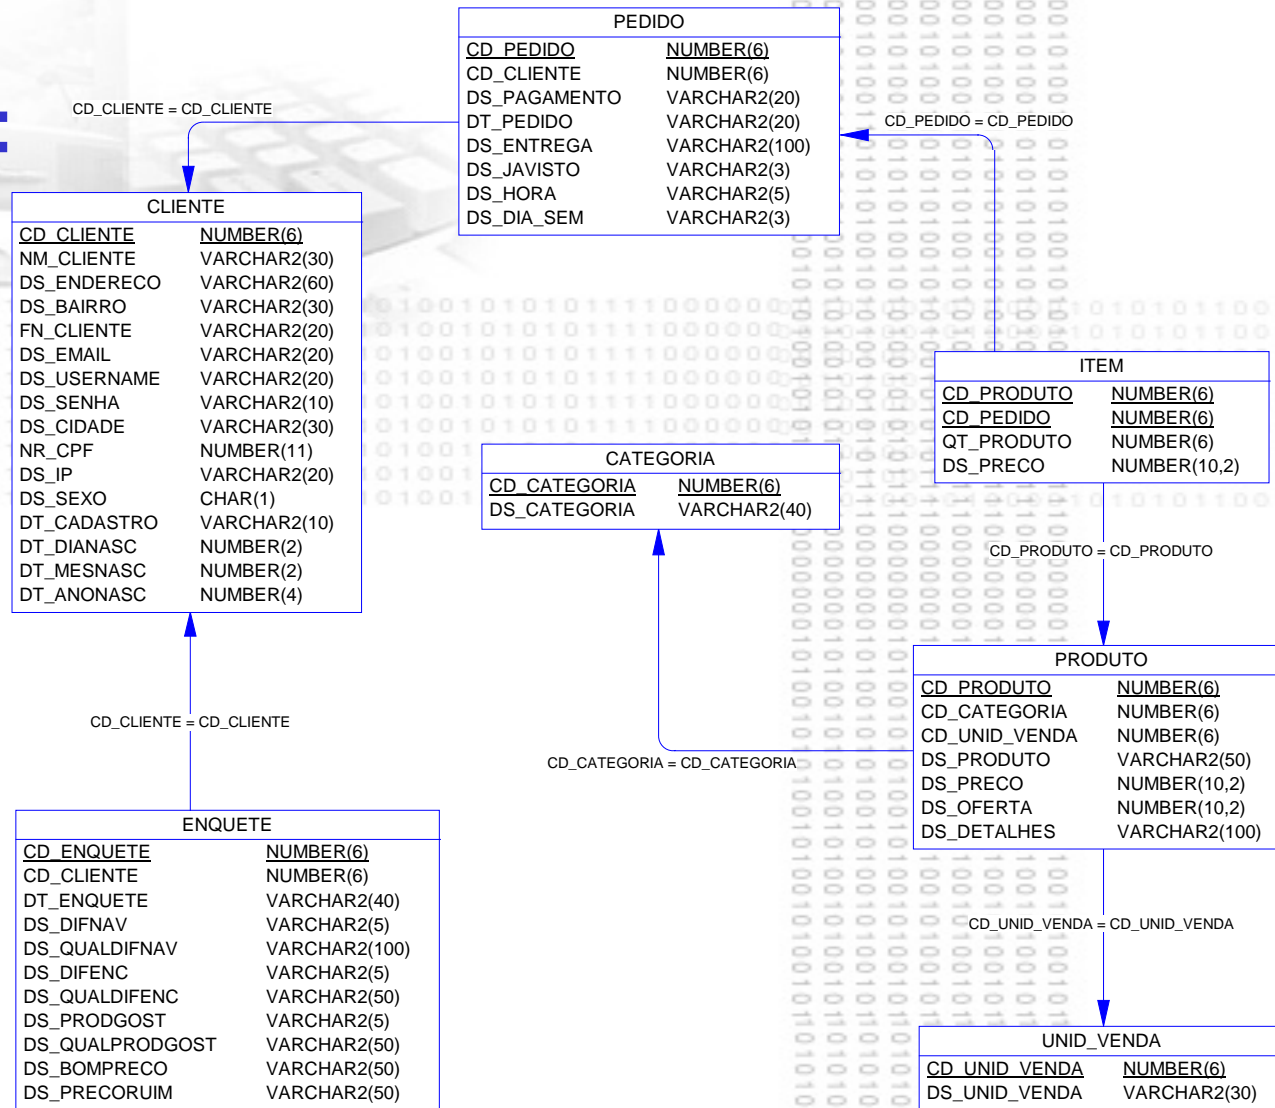 PEDIDO
CD_PEDIDO NUMBER(6)
CD_CLIENTE NUMBER(6)
DS_PAGAMENTO VARCHAR2(20)
DT_PEDIDO VARCHAR2(20)
DS_ENTREGA VARCHAR2(100)
DS_JAVISTO VARCHAR2(3)
DS_HORA VARCHAR2(5)
DS_DIA_SEM VARCHAR2(3)
CD_CLIENTE = CD_CLIENTE
CD_PEDIDO = CD_PEDIDO
CLIENTE
CD_CLIENTE NUMBER(6)
NM_CLIENTE VARCHAR2(30)
DS_ENDERECO VARCHAR2(60)
DS_BAIRRO VARCHAR2(30)
FN_CLIENTE VARCHAR2(20)
DS_EMAIL VARCHAR2(20)
DS_USERNAME VARCHAR2(20)
DS_SENHA VARCHAR2(10)
DS_CIDADE VARCHAR2(30)
NR_CPF NUMBER(11)
DS_IP VARCHAR2(20)
DS_SEXO CHAR(1)
DT_CADASTRO VARCHAR2(10)
DT_DIANASC NUMBER(2)
DT_MESNASC NUMBER(2)
DT_ANONASC NUMBER(4)
ITEM
CD_PRODUTO NUMBER(6)
CD_PEDIDO NUMBER(6)
QT_PRODUTO NUMBER(6)
DS_PRECO NUMBER(10,2)
CATEGORIA
CD_CATEGORIA NUMBER(6)
DS_CATEGORIA VARCHAR2(40)
CD_PRODUTO = CD_PRODUTO
PRODUTO
CD_PRODUTO NUMBER(6)
CD_CATEGORIA NUMBER(6)
CD_UNID_VENDA NUMBER(6)
DS_PRODUTO VARCHAR2(50)
DS_PRECO NUMBER(10,2)
DS_OFERTA NUMBER(10,2)
DS_DETALHES VARCHAR2(100)
CD_CLIENTE = CD_CLIENTE
CD_CATEGORIA = CD_CATEGORIA
ENQUETE
CD_ENQUETE NUMBER(6)
CD_CLIENTE NUMBER(6)
DT_ENQUETE VARCHAR2(40)
DS_DIFNAV VARCHAR2(5)
DS_QUALDIFNAV VARCHAR2(100)
DS_DIFENC VARCHAR2(5)
DS_QUALDIFENC VARCHAR2(50)
DS_PRODGOST VARCHAR2(5)
DS_QUALPRODGOST VARCHAR2(50)
DS_BOMPRECO VARCHAR2(50)
DS_PRECORUIM VARCHAR2(50)
CD_UNID_VENDA = CD_UNID_VENDA
UNID_VENDA
CD_UNID_VENDA NUMBER(6)
DS_UNID_VENDA VARCHAR2(30)